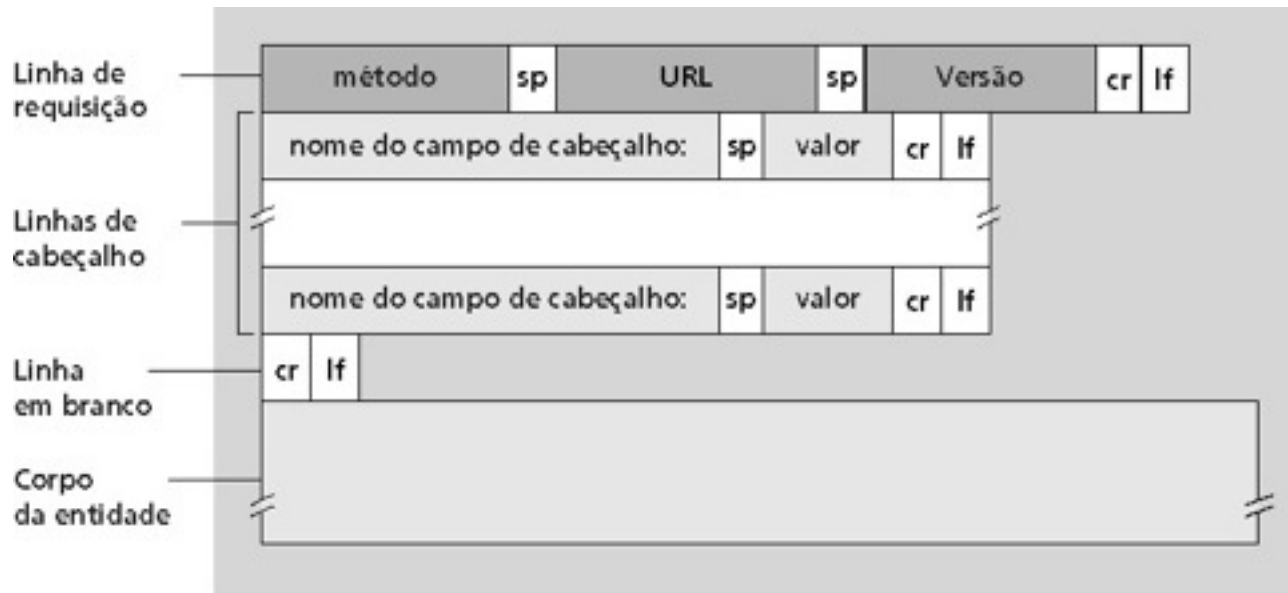 Linha de
requisição
método sp URL sp Versão cr lf
nome do campo de cabeçalho: sp valor cr lf
Linhas de
cabeçalho
nome do campo de cabeçalho: sp valor cr lf
Linha
em branco
cr lf
Corpo
da entidade